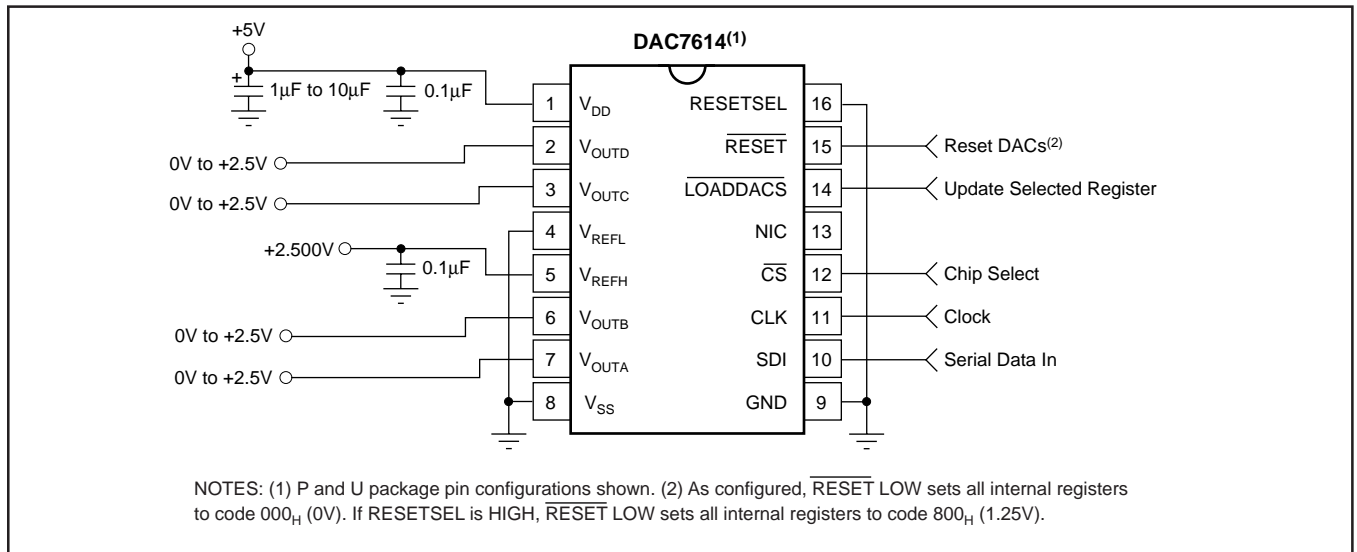 DAC7614(1)
+5V
+
1µF to 10µF
0.1µF
0V to +2.5V
0V to +2.5V
+2.500V
0.1µF
0V to +2.5V
0V to +2.5V
1 VDD RESETSEL 16
2 VOUTD RESET 15 Reset DACs(2)
3 VOUTC LOADDACS 14 Update Selected Register
4 VREFL NIC 13
5 VREFH CS 12 Chip Select
6 VOUTB CLK 11 Clock
7 VOUTA SDI 10 Serial Data In
8 VSS GND 9
NOTES: (1) P and U package pin configurations shown. (2) As configured, RESET LOW sets all internal registers
to code 000H (0V). If RESETSEL is HIGH, RESET LOW sets all internal registers to code 800H (1.25V).